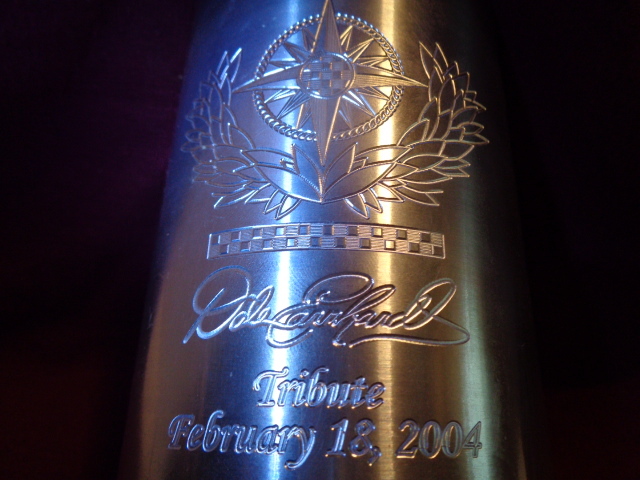 Dale Earnhardt
Tribute
February 18, 2004